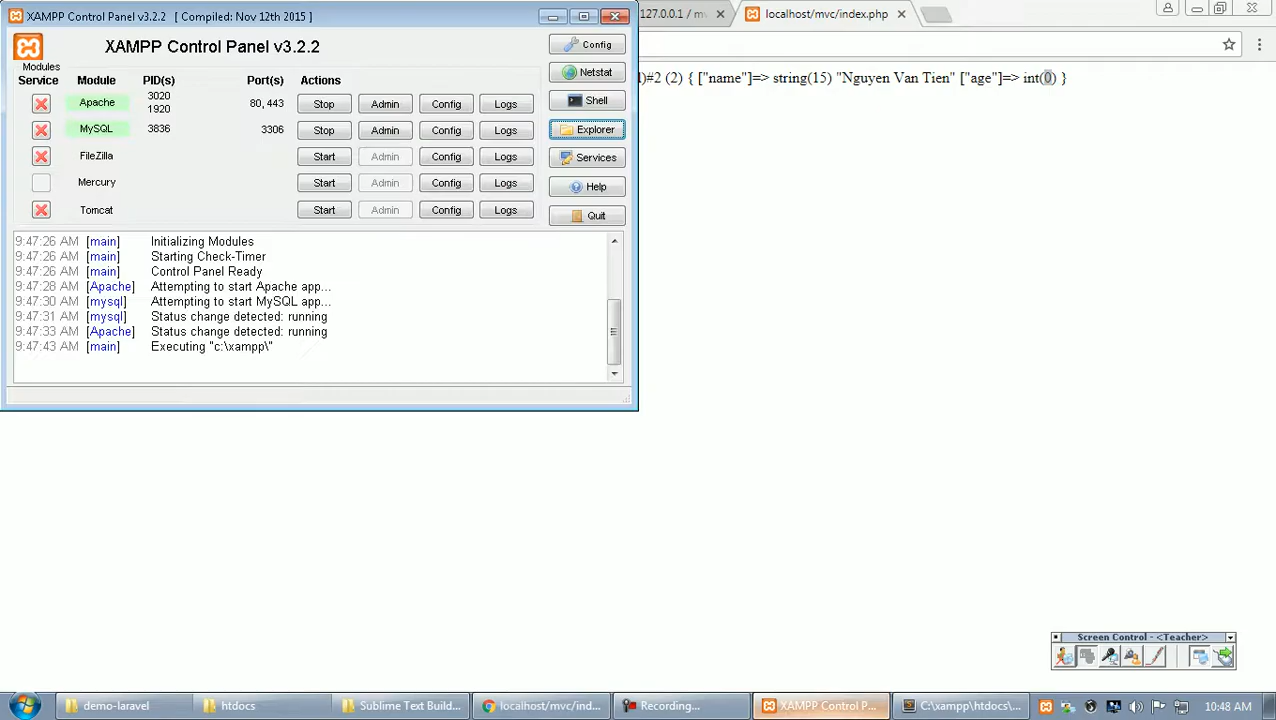 XAMPP Control Panel v3.2.2 [ Compiled: Nov 12th 2015 ]
127.0.0.1 / m
localhost/mvc/index.php
XAMPP Control Panel v3.2.2
Config
Modules
Service Module PID(s) Port(s) Actions
Netstat
Apache 3020 1920 80, 443 Stop Admin Config Logs
Shell
MySQL 3836 3306 Stop Admin Config Logs
Explorer
FileZilla Start Admin Config Logs
Services
Mercury Start Admin Config Logs
Help
Tomcat Start Admin Config Logs
Quit
)#2 (2) { ["name"]=> string(15) "Nguyen Van Tien" ["age"]=> int(0) }
9:47:26 AM [main] Initializing Modules
9:47:26 AM [main] Starting Check-Timer
9:47:26 AM [main] Control Panel Ready
9:47:28 AM [Apache] Attempting to start Apache app...
9:47:30 AM [mysql] Attempting to start MySQL app...
9:47:31 AM [mysql] Status change detected: running
9:47:33 AM [Apache] Status change detected: running
9:47:43 AM [main] Executing "c:\xampp\"
Screen Control - <Teacher>
demo-laravel
htdocs
Sublime Text Build...
localhost/mvc/ind...
Recording...
XAMPP Control P...
C:\xampp\htdocs\...
10:48 AM